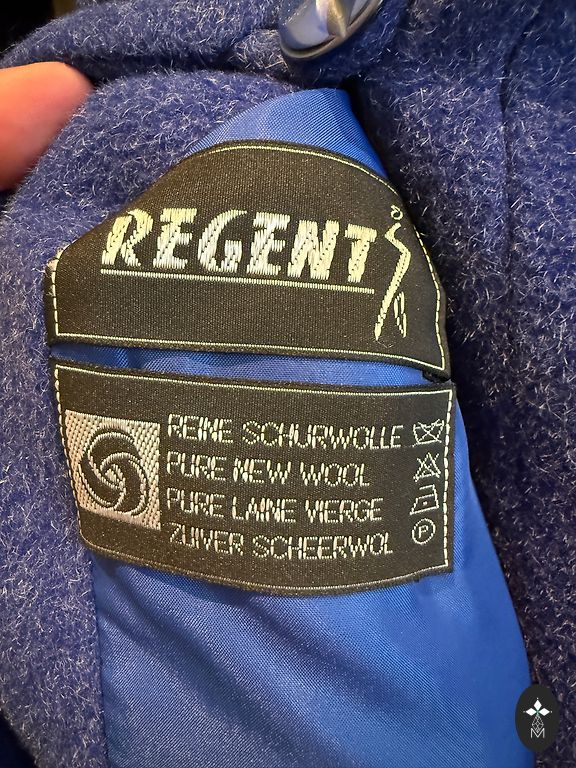 REGENT
REINE SCHURWOLLE
PURE NEW WOOL
PURE LAINE VIERGE
ZUIVER SCHEERWOL
P
M